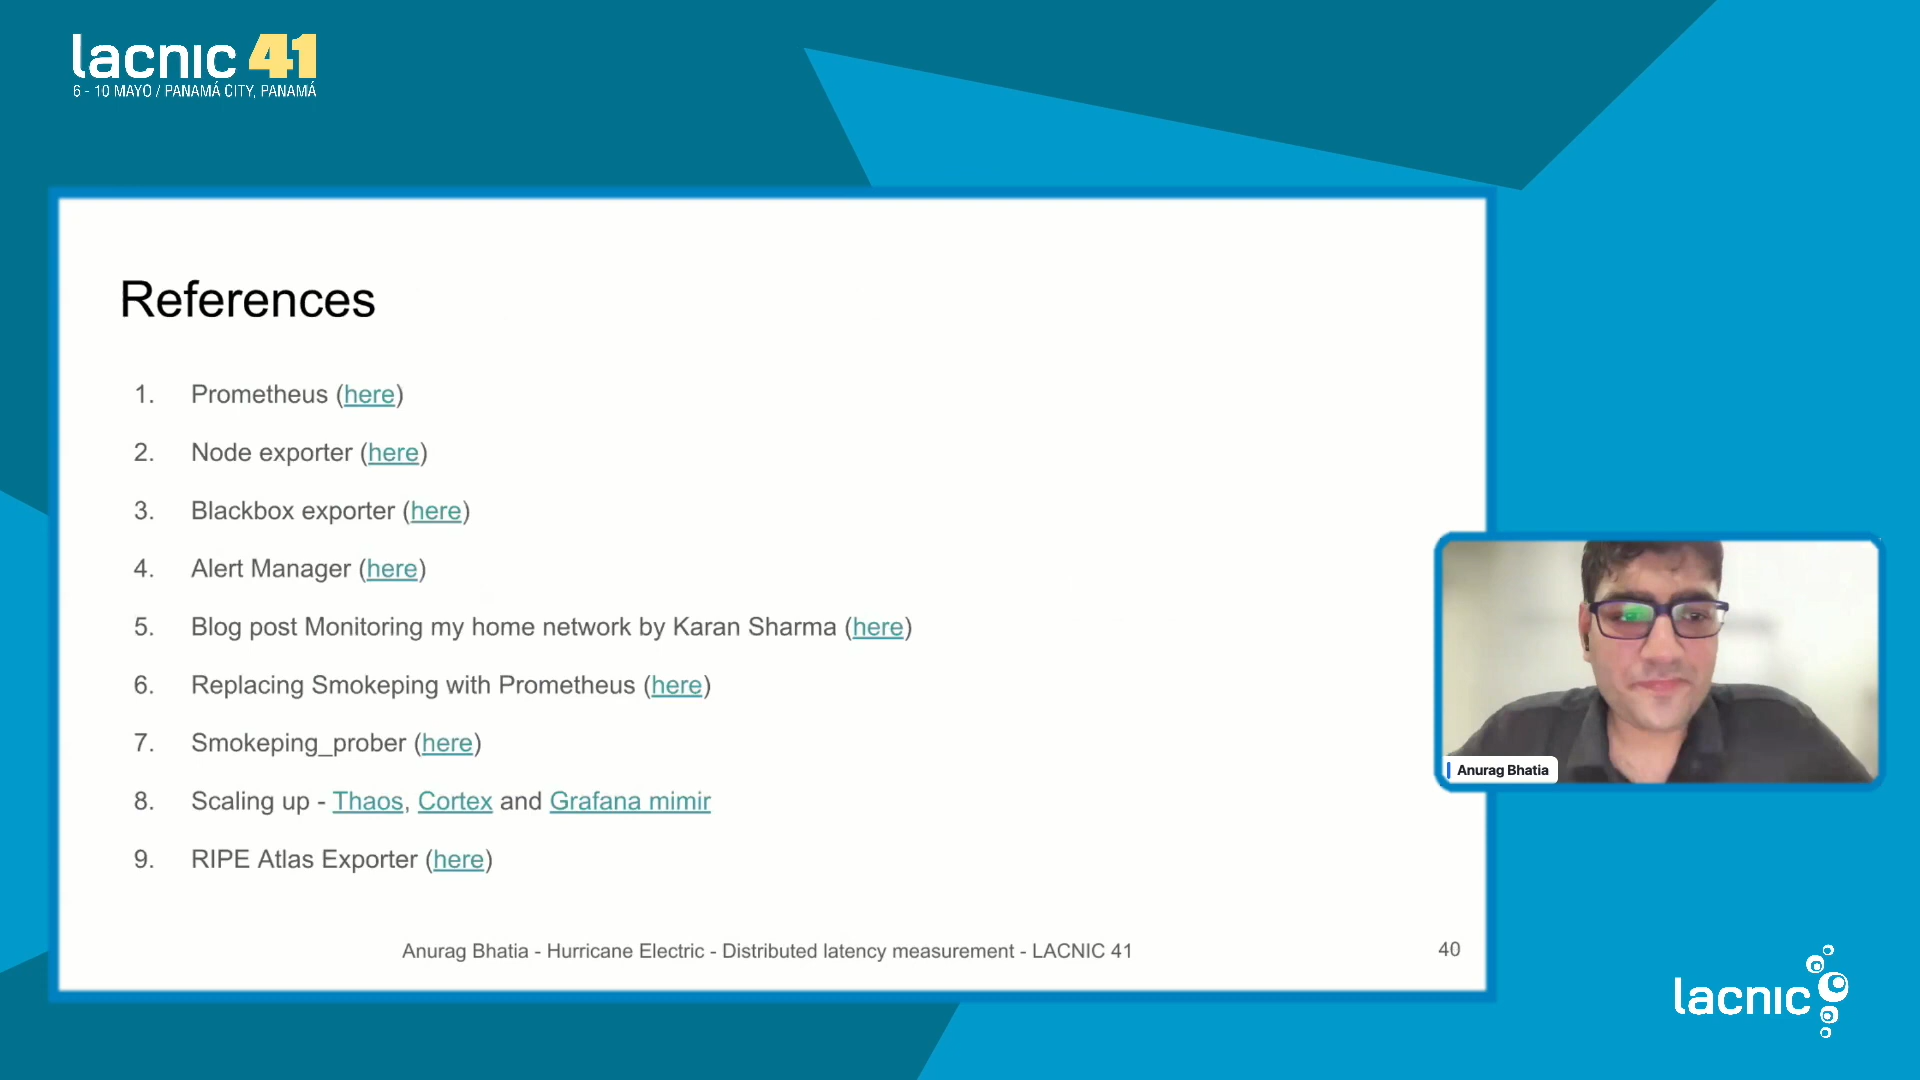 lacnic 41
6 - 10 MAYO / PANAMÁ CITY, PANAMÁ
References
1. Prometheus (here)
2. Node exporter (here)
3. Blackbox exporter (here)
4. Alert Manager (here)
5. Blog post Monitoring my home network by Karan Sharma (here)
6. Replacing Smokeping with Prometheus (here)
7. Smokeping_prober (here)
8. Scaling up - Thaos, Cortex and Grafana mimir
9. RIPE Atlas Exporter (here)
Anurag Bhatia - Hurricane Electric - Distributed latency measurement - LACNIC 41
40
Anurag Bhatia
lacnic